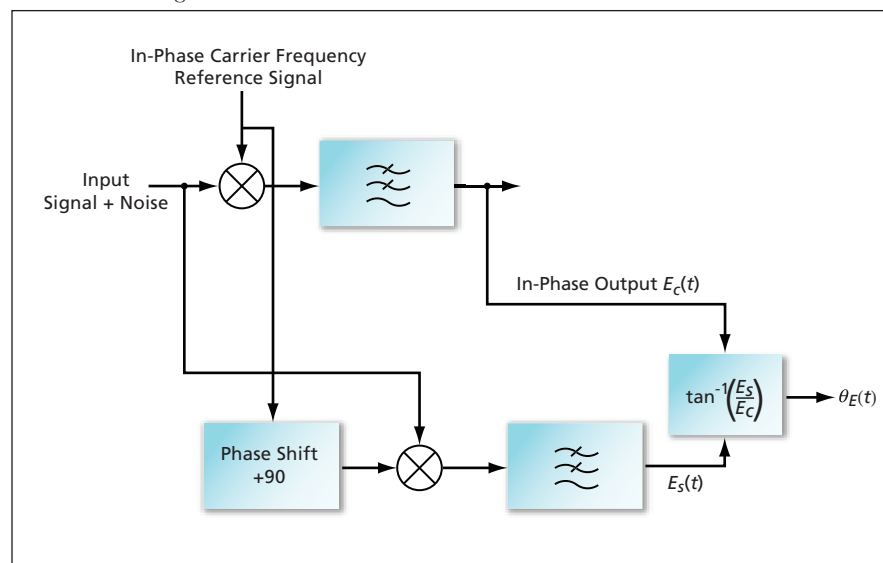 In-Phase Carrier Frequency
Reference Signal
Input
Signal + Noise
In-Phase Output E_c(t)
tan⁻¹(E_s/E_c)
θ_E(t)
Phase Shift
+90
E_s(t)